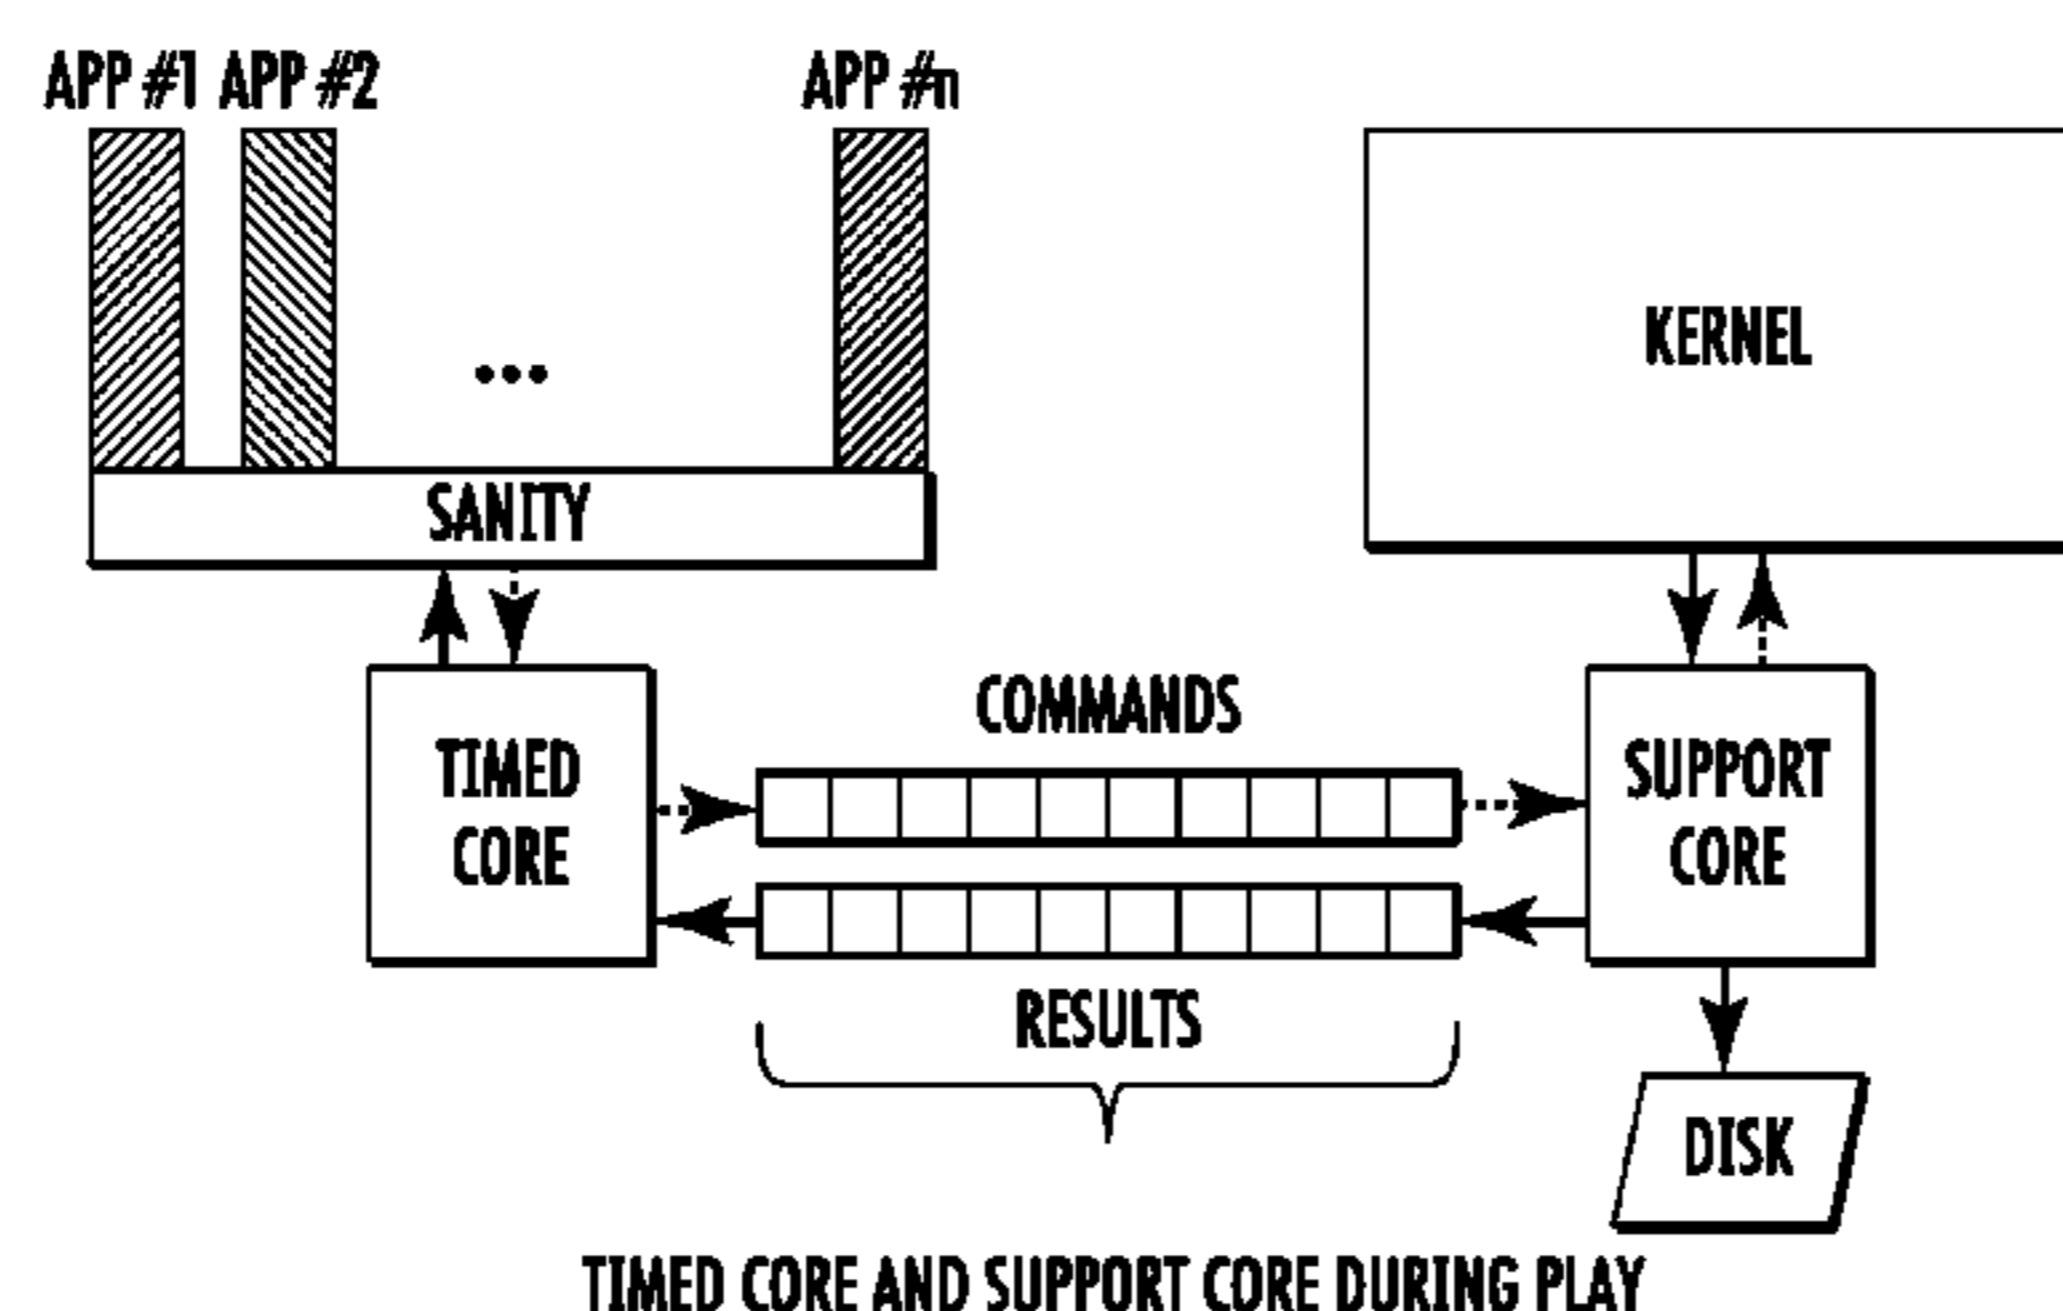 APP #1 APP #2 APP #n
KERNEL
SANITY
COMMANDS
TIMED
CORE
SUPPORT
CORE
RESULTS
DISK
TIMED CORE AND SUPPORT CORE DURING PLAY